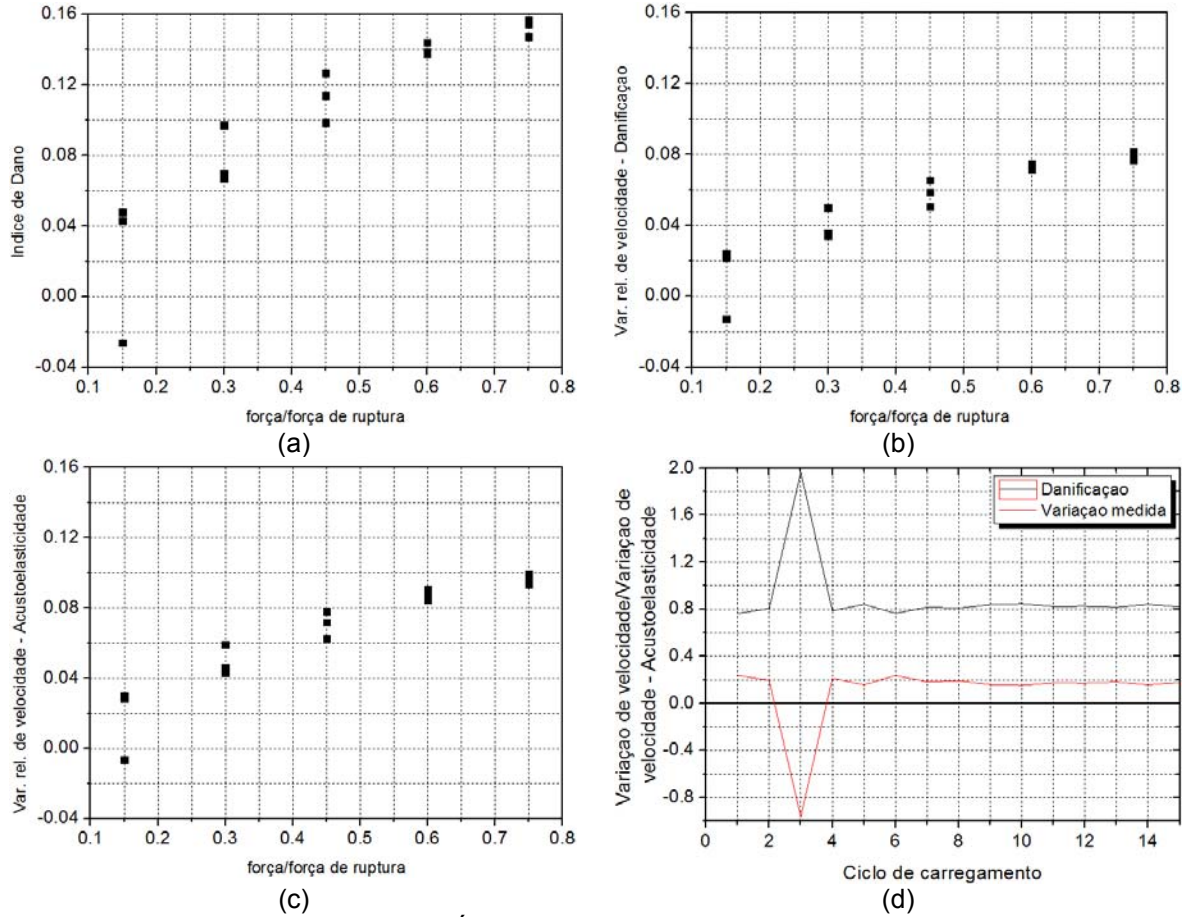 0.16
0.12
0.08
0.04
0.00
-0.04
0.1 0.2 0.3 0.4 0.5 0.6 0.7 0.8
Indice de Dano
força/força de ruptura
(a)
0.16
0.12
0.08
0.04
0.00
-0.04
0.1 0.2 0.3 0.4 0.5 0.6 0.7 0.8
Var. rel. de velocidade - Danificaçao
força/força de ruptura
(b)
0.16
0.12
0.08
0.04
0.00
-0.04
0.1 0.2 0.3 0.4 0.5 0.6 0.7 0.8
Var. rel. de velocidade - Acustoelasticidade
força/força de ruptura
(c)
2.0
1.6
1.2
0.8
0.4
0.0
-0.4
-0.8
0 2 4 6 8 10 12 14
Variaçao de velocidade/Variaçao de
velocidade - Acustoelasticidade
Danificaçao
Variaçao medida
Ciclo de carregamento
(d)